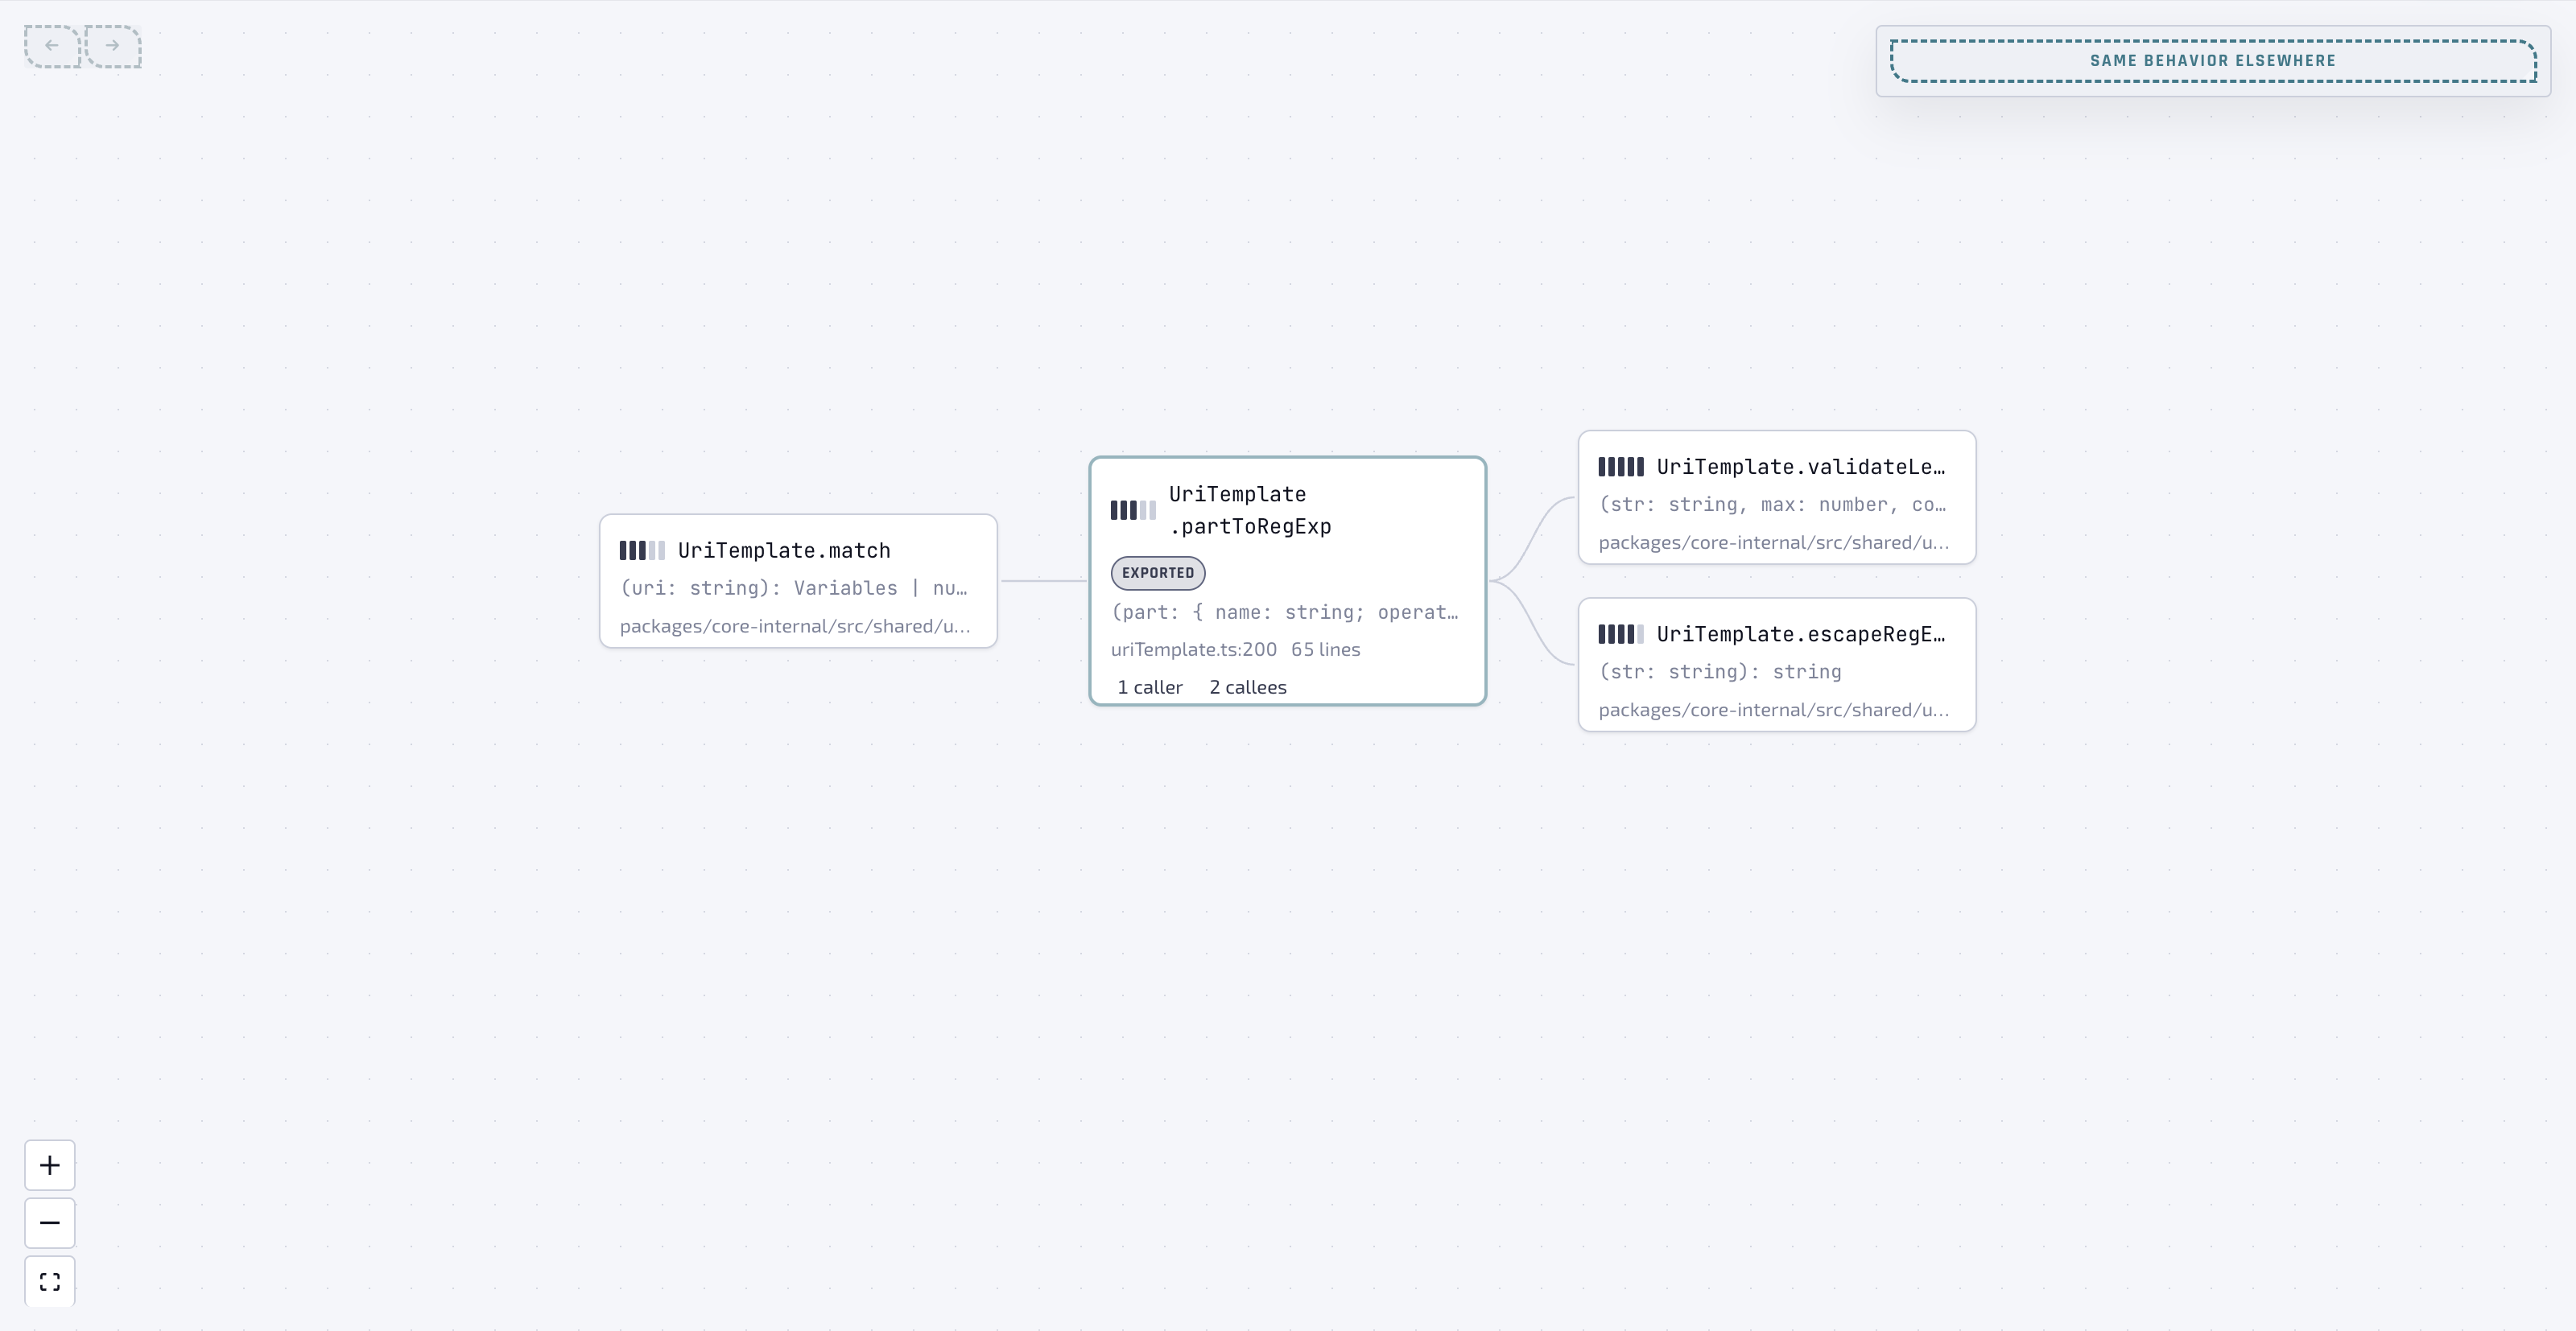 SAME BEHAVIOR ELSEWHERE
UriTemplate.match
(uri: string): Variables | nu…
packages/core-internal/src/shared/u…
UriTemplate
.partToRegExp
EXPORTED
(part: { name: string; operat…
uriTemplate.ts:200 65 lines
1 caller 2 callees
UriTemplate.validateLe…
(str: string, max: number, co…
packages/core-internal/src/shared/u…
UriTemplate.escapeRegE…
(str: string): string
packages/core-internal/src/shared/u…